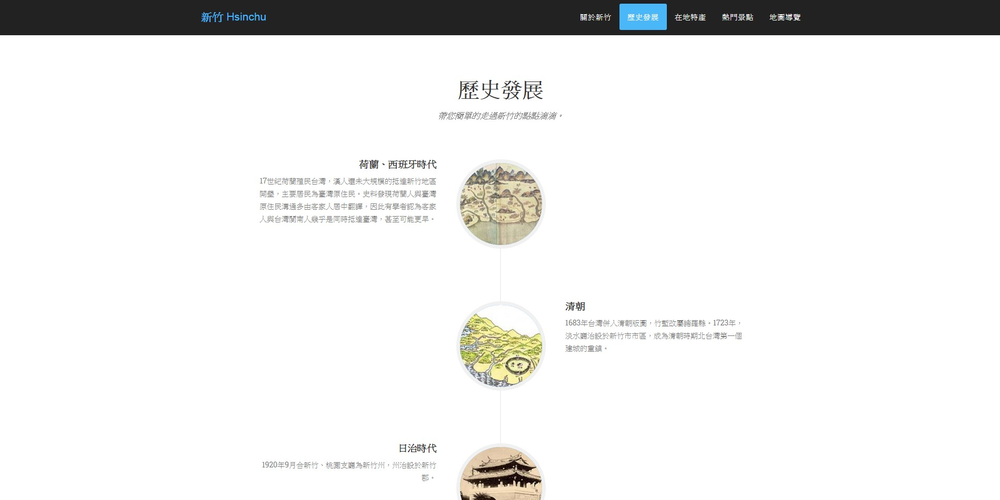 新竹 Hsinchu
關於新竹
歷史發展
在地特產
熱門景點
地圖導覽
歷史發展
帶您簡單的走過新竹的點點滴滴。
荷蘭、西班牙時代
17世紀荷蘭殖民台灣，漢人還未大規模的抵達新竹地區
開墾，主要居民為臺灣原住民。史料發現荷蘭人與臺灣
原住民溝通多由客家人居中翻譯，因此有學者認為客家
人與台灣閩南人幾乎是同時抵達臺灣，甚至可能更早。
清朝
1683年台灣併入清朝版圖，竹塹改屬諸羅縣。1723年，
淡水廳治設於新竹市市區，成為清朝時期北台灣第一個
建城的重鎮。
日治時代
1920年9月合新竹、桃園支廳為新竹州，州治設於新竹
郡。